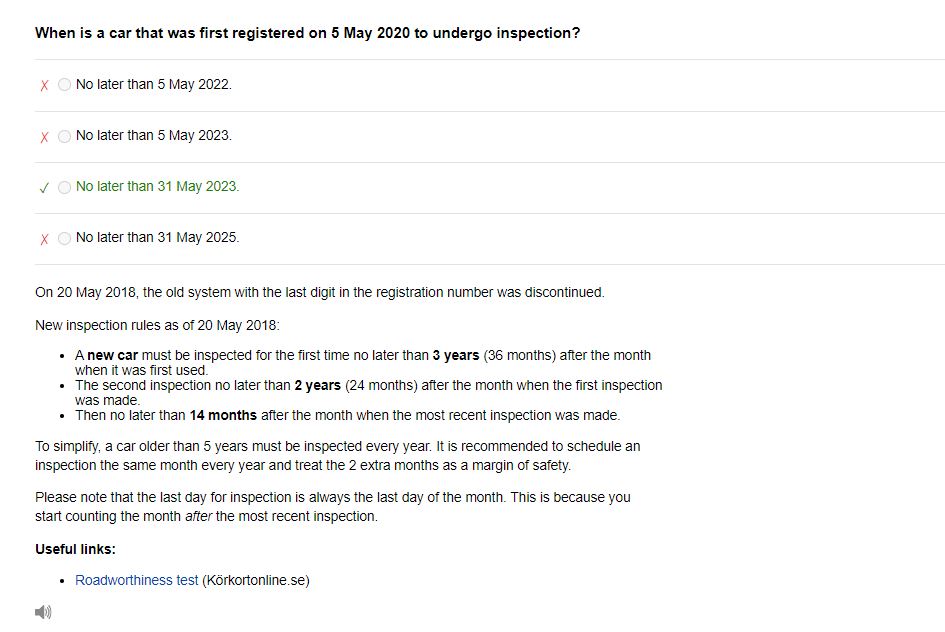 When is a car that was first registered on 5 May 2020 to undergo inspection?
✗ No later than 5 May 2022.
✗ No later than 5 May 2023.
✓ No later than 31 May 2023.
✗ No later than 31 May 2025.
On 20 May 2018, the old system with the last digit in the registration number was discontinued.
New inspection rules as of 20 May 2018:
• A new car must be inspected for the first time no later than 3 years (36 months) after the month
when it was first used.
• The second inspection no later than 2 years (24 months) after the month when the first inspection
was made.
• Then no later than 14 months after the month when the most recent inspection was made.
To simplify, a car older than 5 years must be inspected every year. It is recommended to schedule an
inspection the same month every year and treat the 2 extra months as a margin of safety.
Please note that the last day for inspection is always the last day of the month. This is because you
start counting the month after the most recent inspection.
Useful links:
• Roadworthiness test (Körkortonline.se)